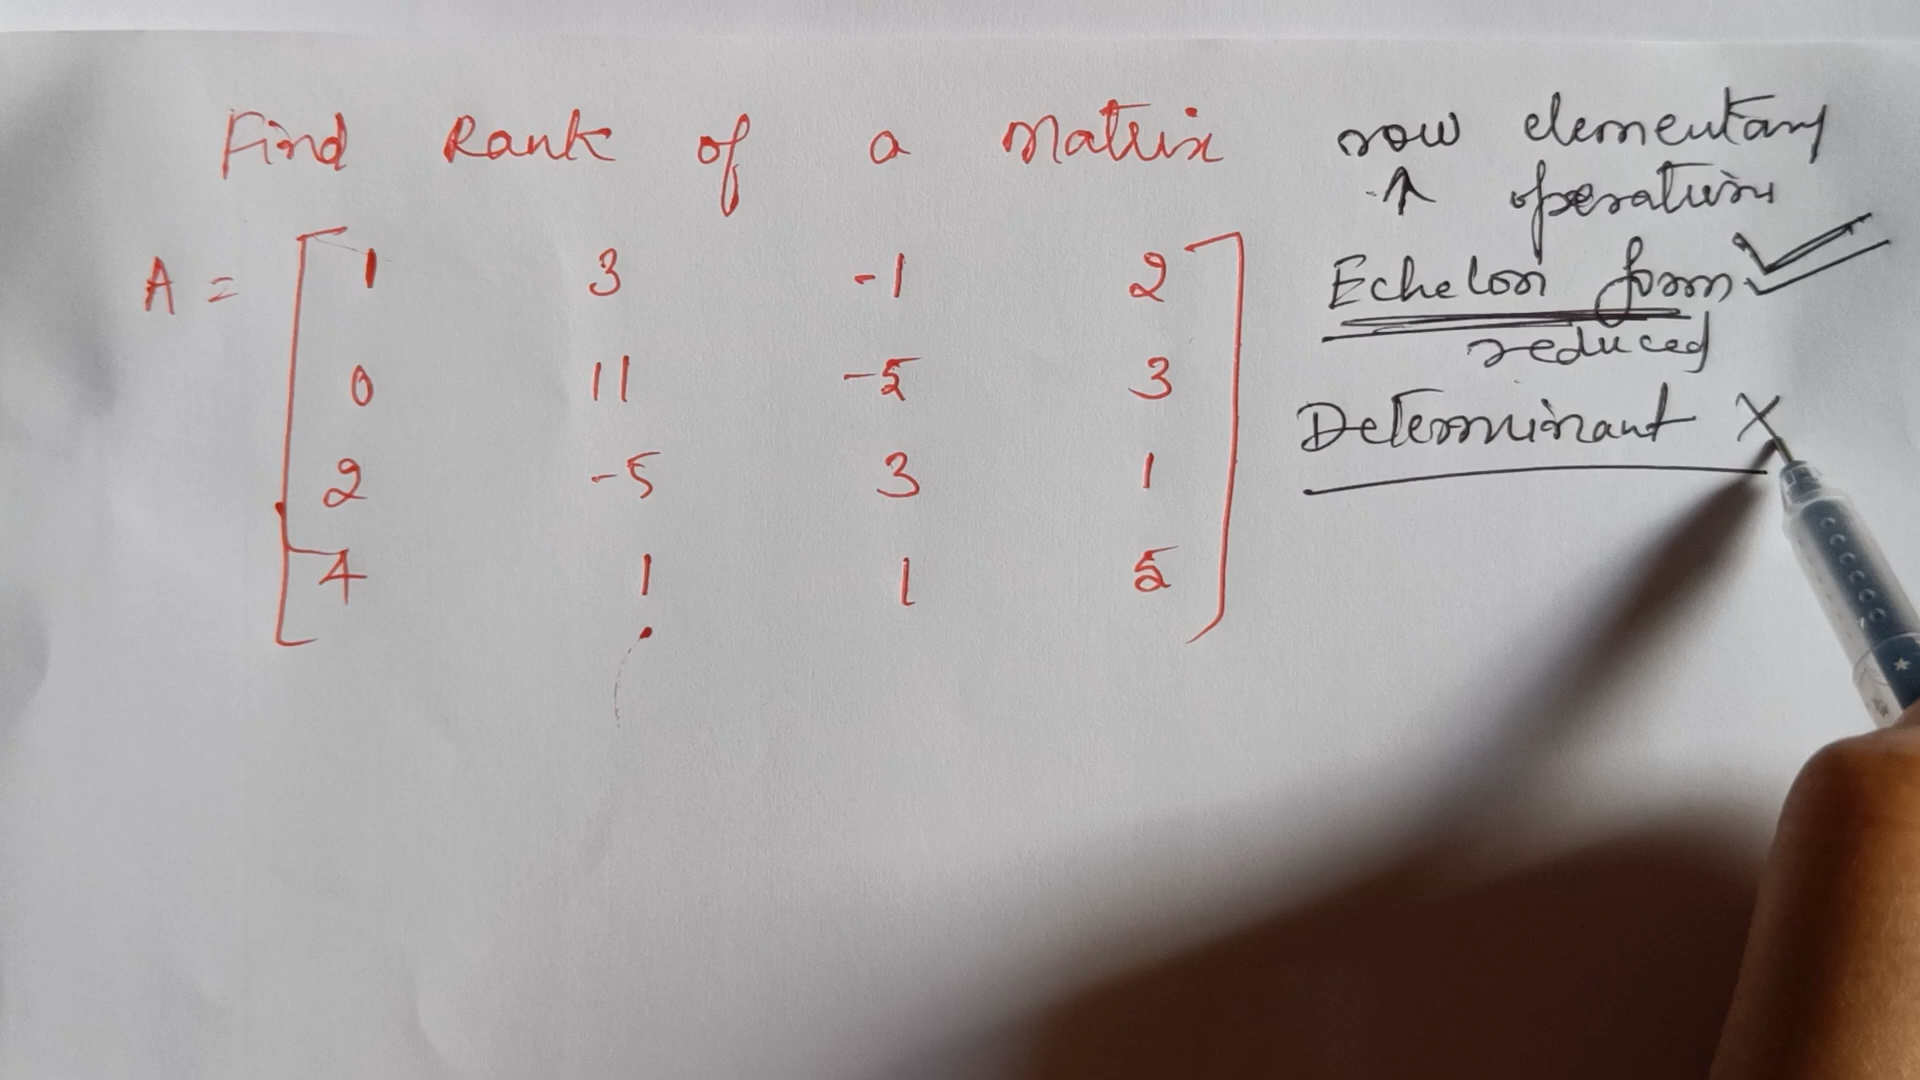 Find Rank of a Matrix
A = [ 1 3 -1 2
0 11 -5 3
2 -5 3 1
4 1 1 5 ]
row elementary
↑ operations
Echelon form ✓
reduced
Determinant X